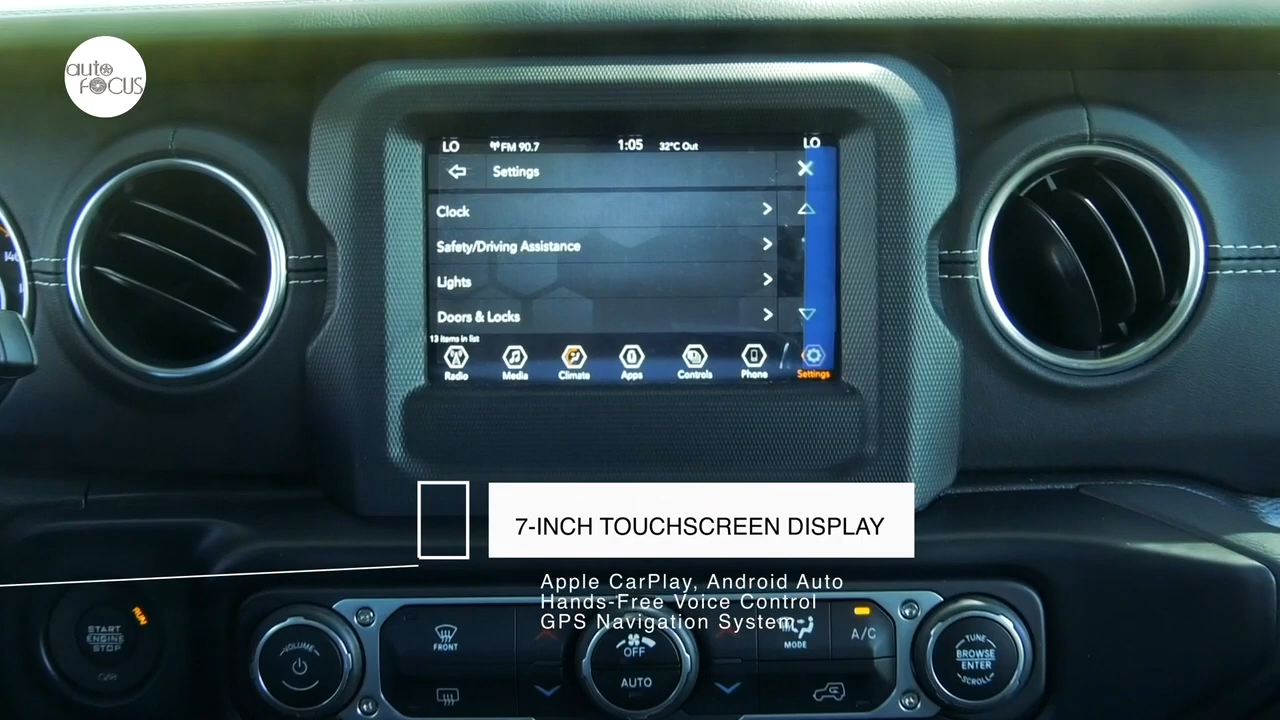 auto
FOCUS
LO FM 90.7 1:05 32°C Out LO
Settings
Clock
Safety/Driving Assistance
Lights
Doors & Locks
13 items in list
Radio Media Climate Apps Controls Phone Settings
140
7-INCH TOUCHSCREEN DISPLAY
Apple CarPlay, Android Auto
Hands-Free Voice Control
GPS Navigation System
RUN
START
ENGINE
STOP
VOLUME
FRONT
OFF
AUTO
MODE
A/C
TUNE
BROWSE
ENTER
SCROLL